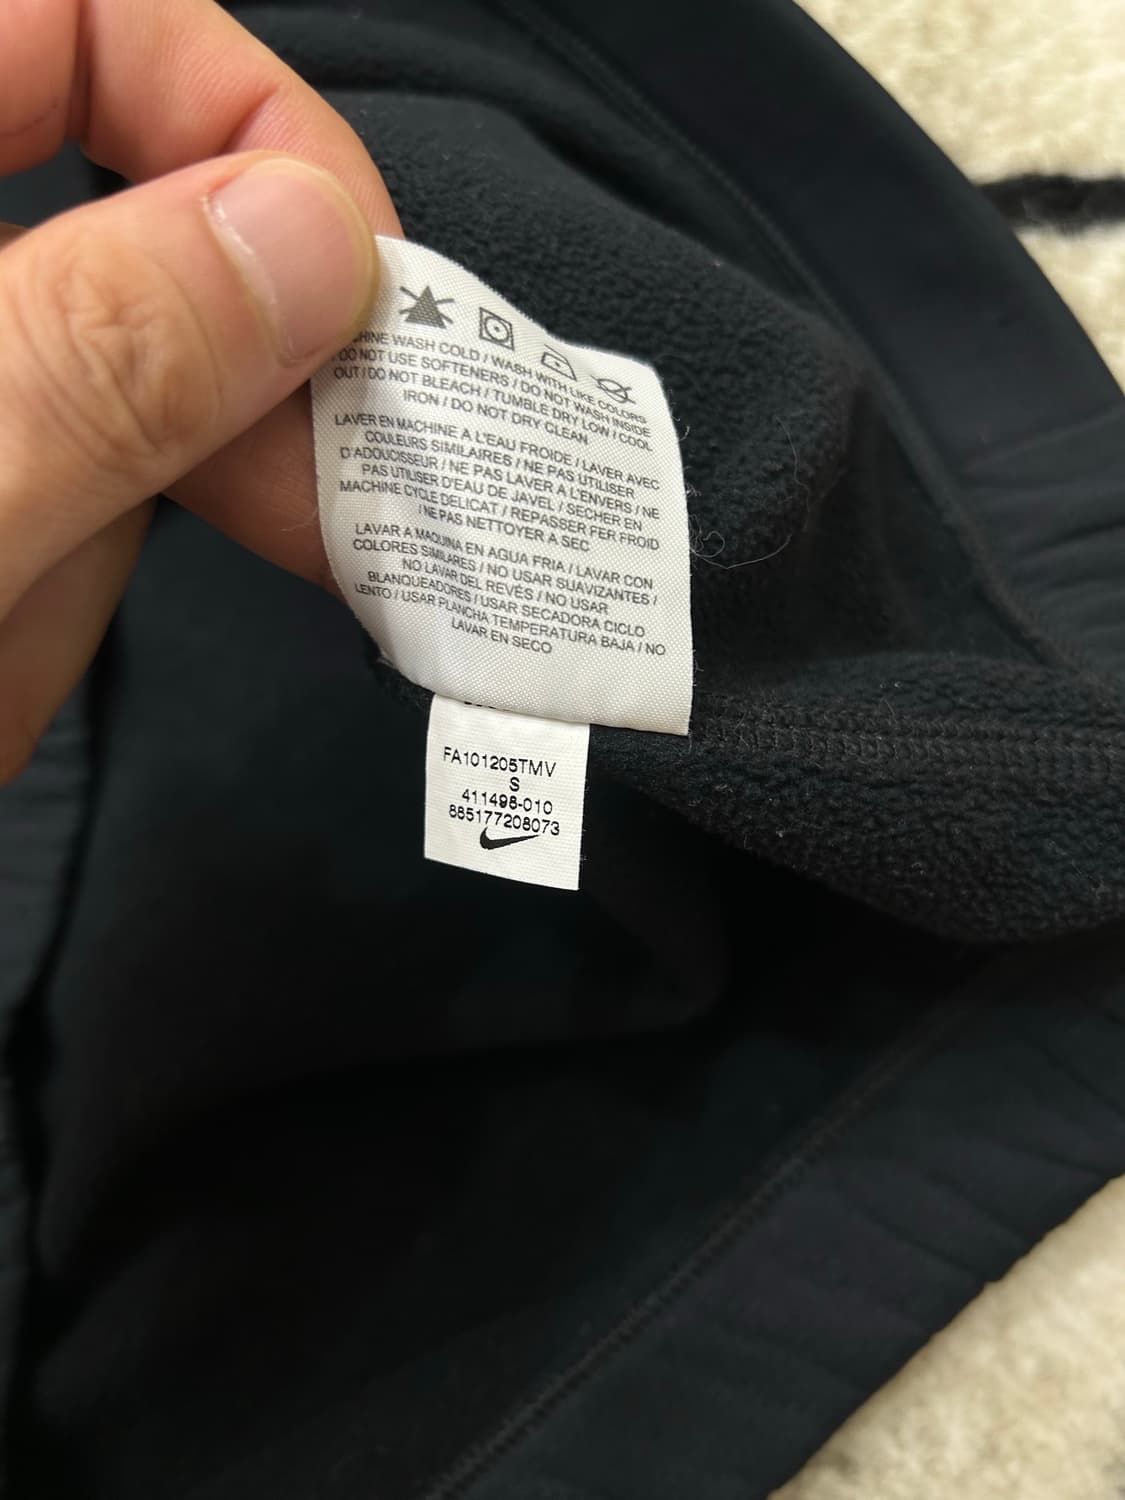 HINE WASH COLD / WASH WITH LIKE COLORS
/ DO NOT USE SOFTENERS / DO NOT WASH INSIDE
OUT / DO NOT BLEACH / TUMBLE DRY LOW / COOL
IRON / DO NOT DRY CLEAN
LAVER EN MACHINE A L'EAU FROIDE / LAVER AVEC
COULEURS SIMILAIRES / NE PAS UTILISER
D'ADOUCISSEUR / NE PAS LAVER A L'ENVERS / NE
PAS UTILISER D'EAU DE JAVEL / SECHER EN
MACHINE CYCLE DELICAT / REPASSER FER FROID
/ NE PAS NETTOYER A SEC
LAVAR A MAQUINA EN AGUA FRIA / LAVAR CON
COLORES SIMILARES / NO USAR SUAVIZANTES /
NO LAVAR DEL REVÉS / NO USAR
BLANQUEADORES / USAR SECADORA CICLO
LENTO / USAR PLANCHA TEMPERATURA BAJA / NO
LAVAR EN SECO
FA101205TMV
S
411498-010
885177208073